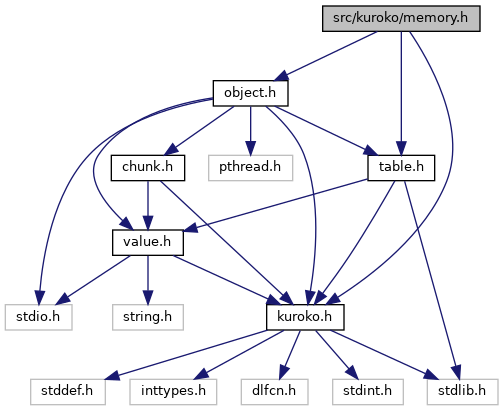 src/kuroko/memory.h
object.h
chunk.h
pthread.h
table.h
value.h
stdio.h
string.h
kuroko.h
stddef.h
inttypes.h
dlfcn.h
stdint.h
stdlib.h